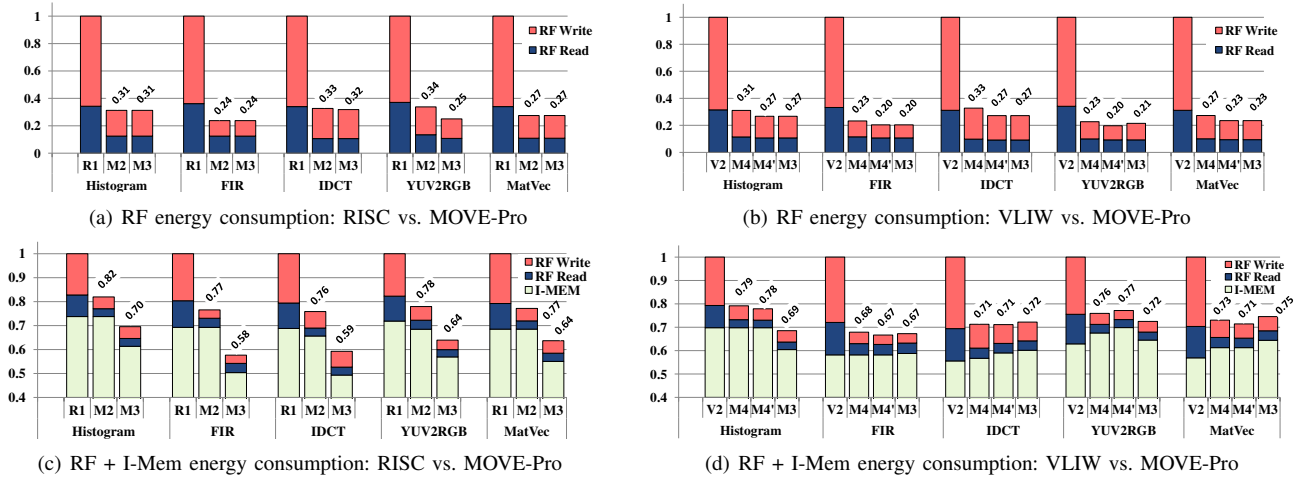 1
0.8
0.6
0.4
0.2
0
RF Write
RF Read
0.31 0.31 0.24 0.24 0.33 0.32 0.34 0.25 0.27 0.27
R1 M2 M3 R1 M2 M3 R1 M2 M3 R1 M2 M3 R1 M2 M3
Histogram FIR IDCT YUV2RGB MatVec
(a) RF energy consumption: RISC vs. MOVE-Pro
1
0.8
0.6
0.4
0.2
0
RF Write
RF Read
0.31 0.27 0.27 0.23 0.20 0.20 0.33 0.27 0.27 0.23 0.20 0.21 0.27 0.23 0.23
V2 M4 M4' M3 V2 M4 M4' M3 V2 M4 M4' M3 V2 M4 M4' M3 V2 M4 M4' M3
Histogram FIR IDCT YUV2RGB MatVec
(b) RF energy consumption: VLIW vs. MOVE-Pro
1
0.9
0.8
0.7
0.6
0.5
0.4
RF Write
RF Read
I-MEM
0.82 0.70 0.77 0.58 0.76 0.59 0.78 0.64 0.77 0.64
R1 M2 M3 R1 M2 M3 R1 M2 M3 R1 M2 M3 R1 M2 M3
Histogram FIR IDCT YUV2RGB MatVec
(c) RF + I-Mem energy consumption: RISC vs. MOVE-Pro
1
0.9
0.8
0.7
0.6
0.5
0.4
RF Write
RF Read
I-MEM
0.79 0.78 0.69 0.68 0.67 0.67 0.71 0.71 0.72 0.76 0.77 0.72 0.73 0.71 0.75
V2 M4 M4' M3 V2 M4 M4' M3 V2 M4 M4' M3 V2 M4 M4' M3 V2 M4 M4' M3
Histogram FIR IDCT YUV2RGB MatVec
(d) RF + I-Mem energy consumption: VLIW vs. MOVE-Pro